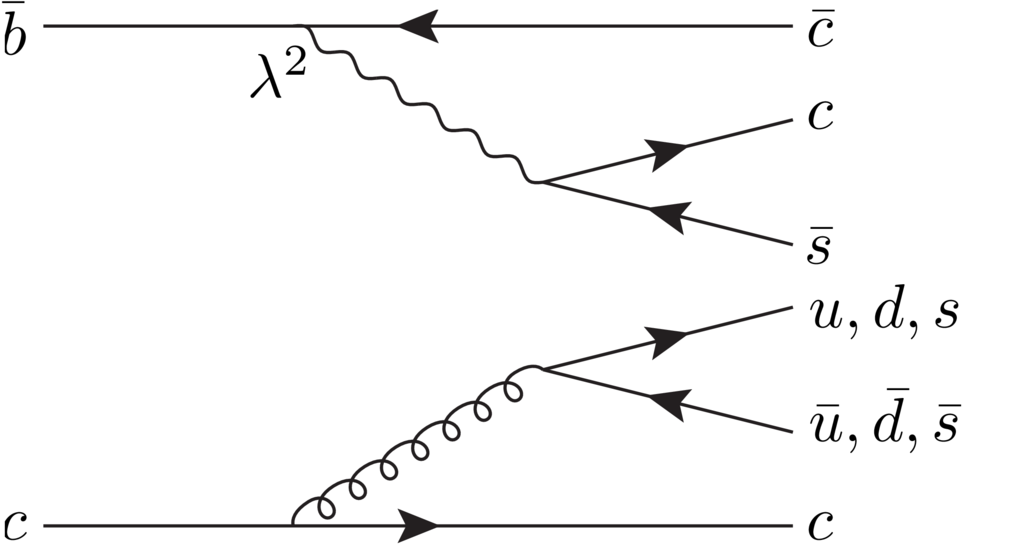 b̅ c̅
λ²
c
s̅
u, d, s
u̅, d̅, s̅
c c